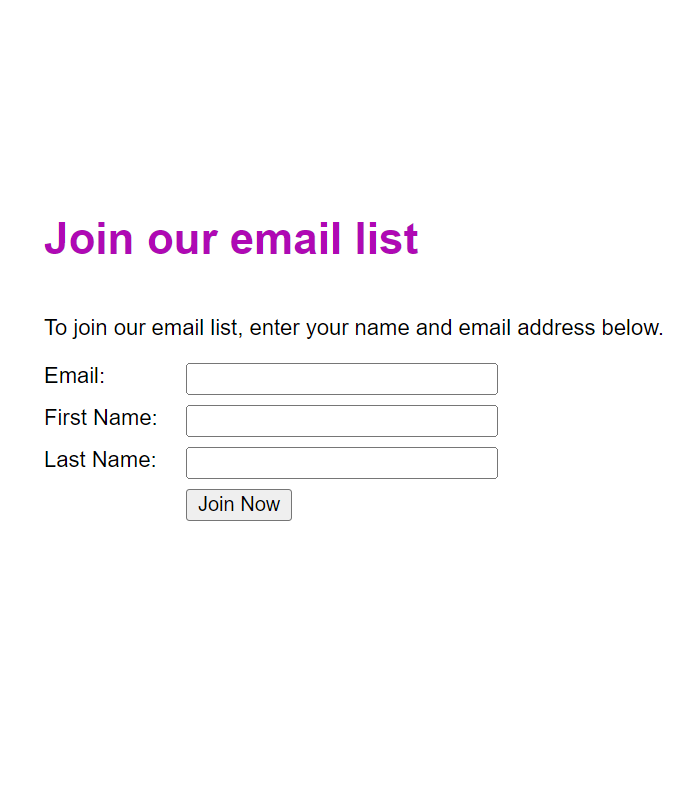 Join our email list
To join our email list, enter your name and email address below.
Email:
First Name:
Last Name:
Join Now